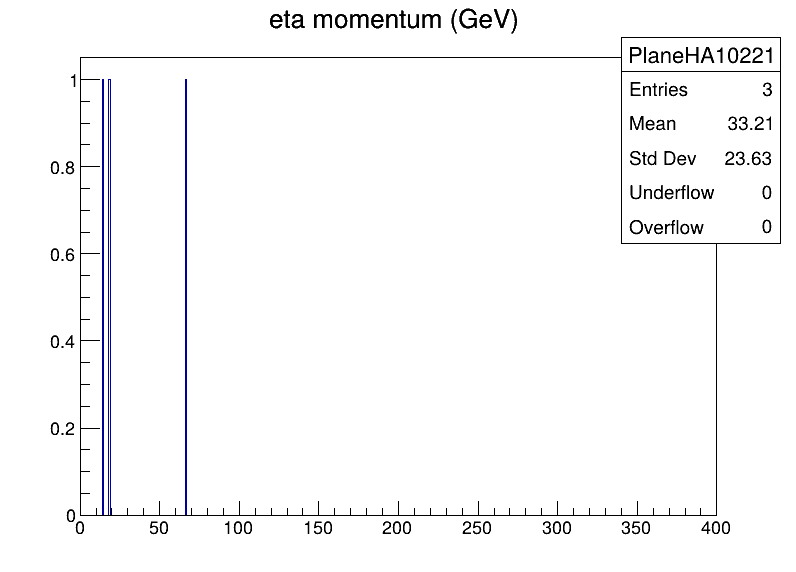 eta momentum (GeV)
PlaneHA10221
Entries 3
Mean 33.21
Std Dev 23.63
Underflow 0
Overflow 0
1
0.8
0.6
0.4
0.2
0
0 50 100 150 200 250 300 350 400